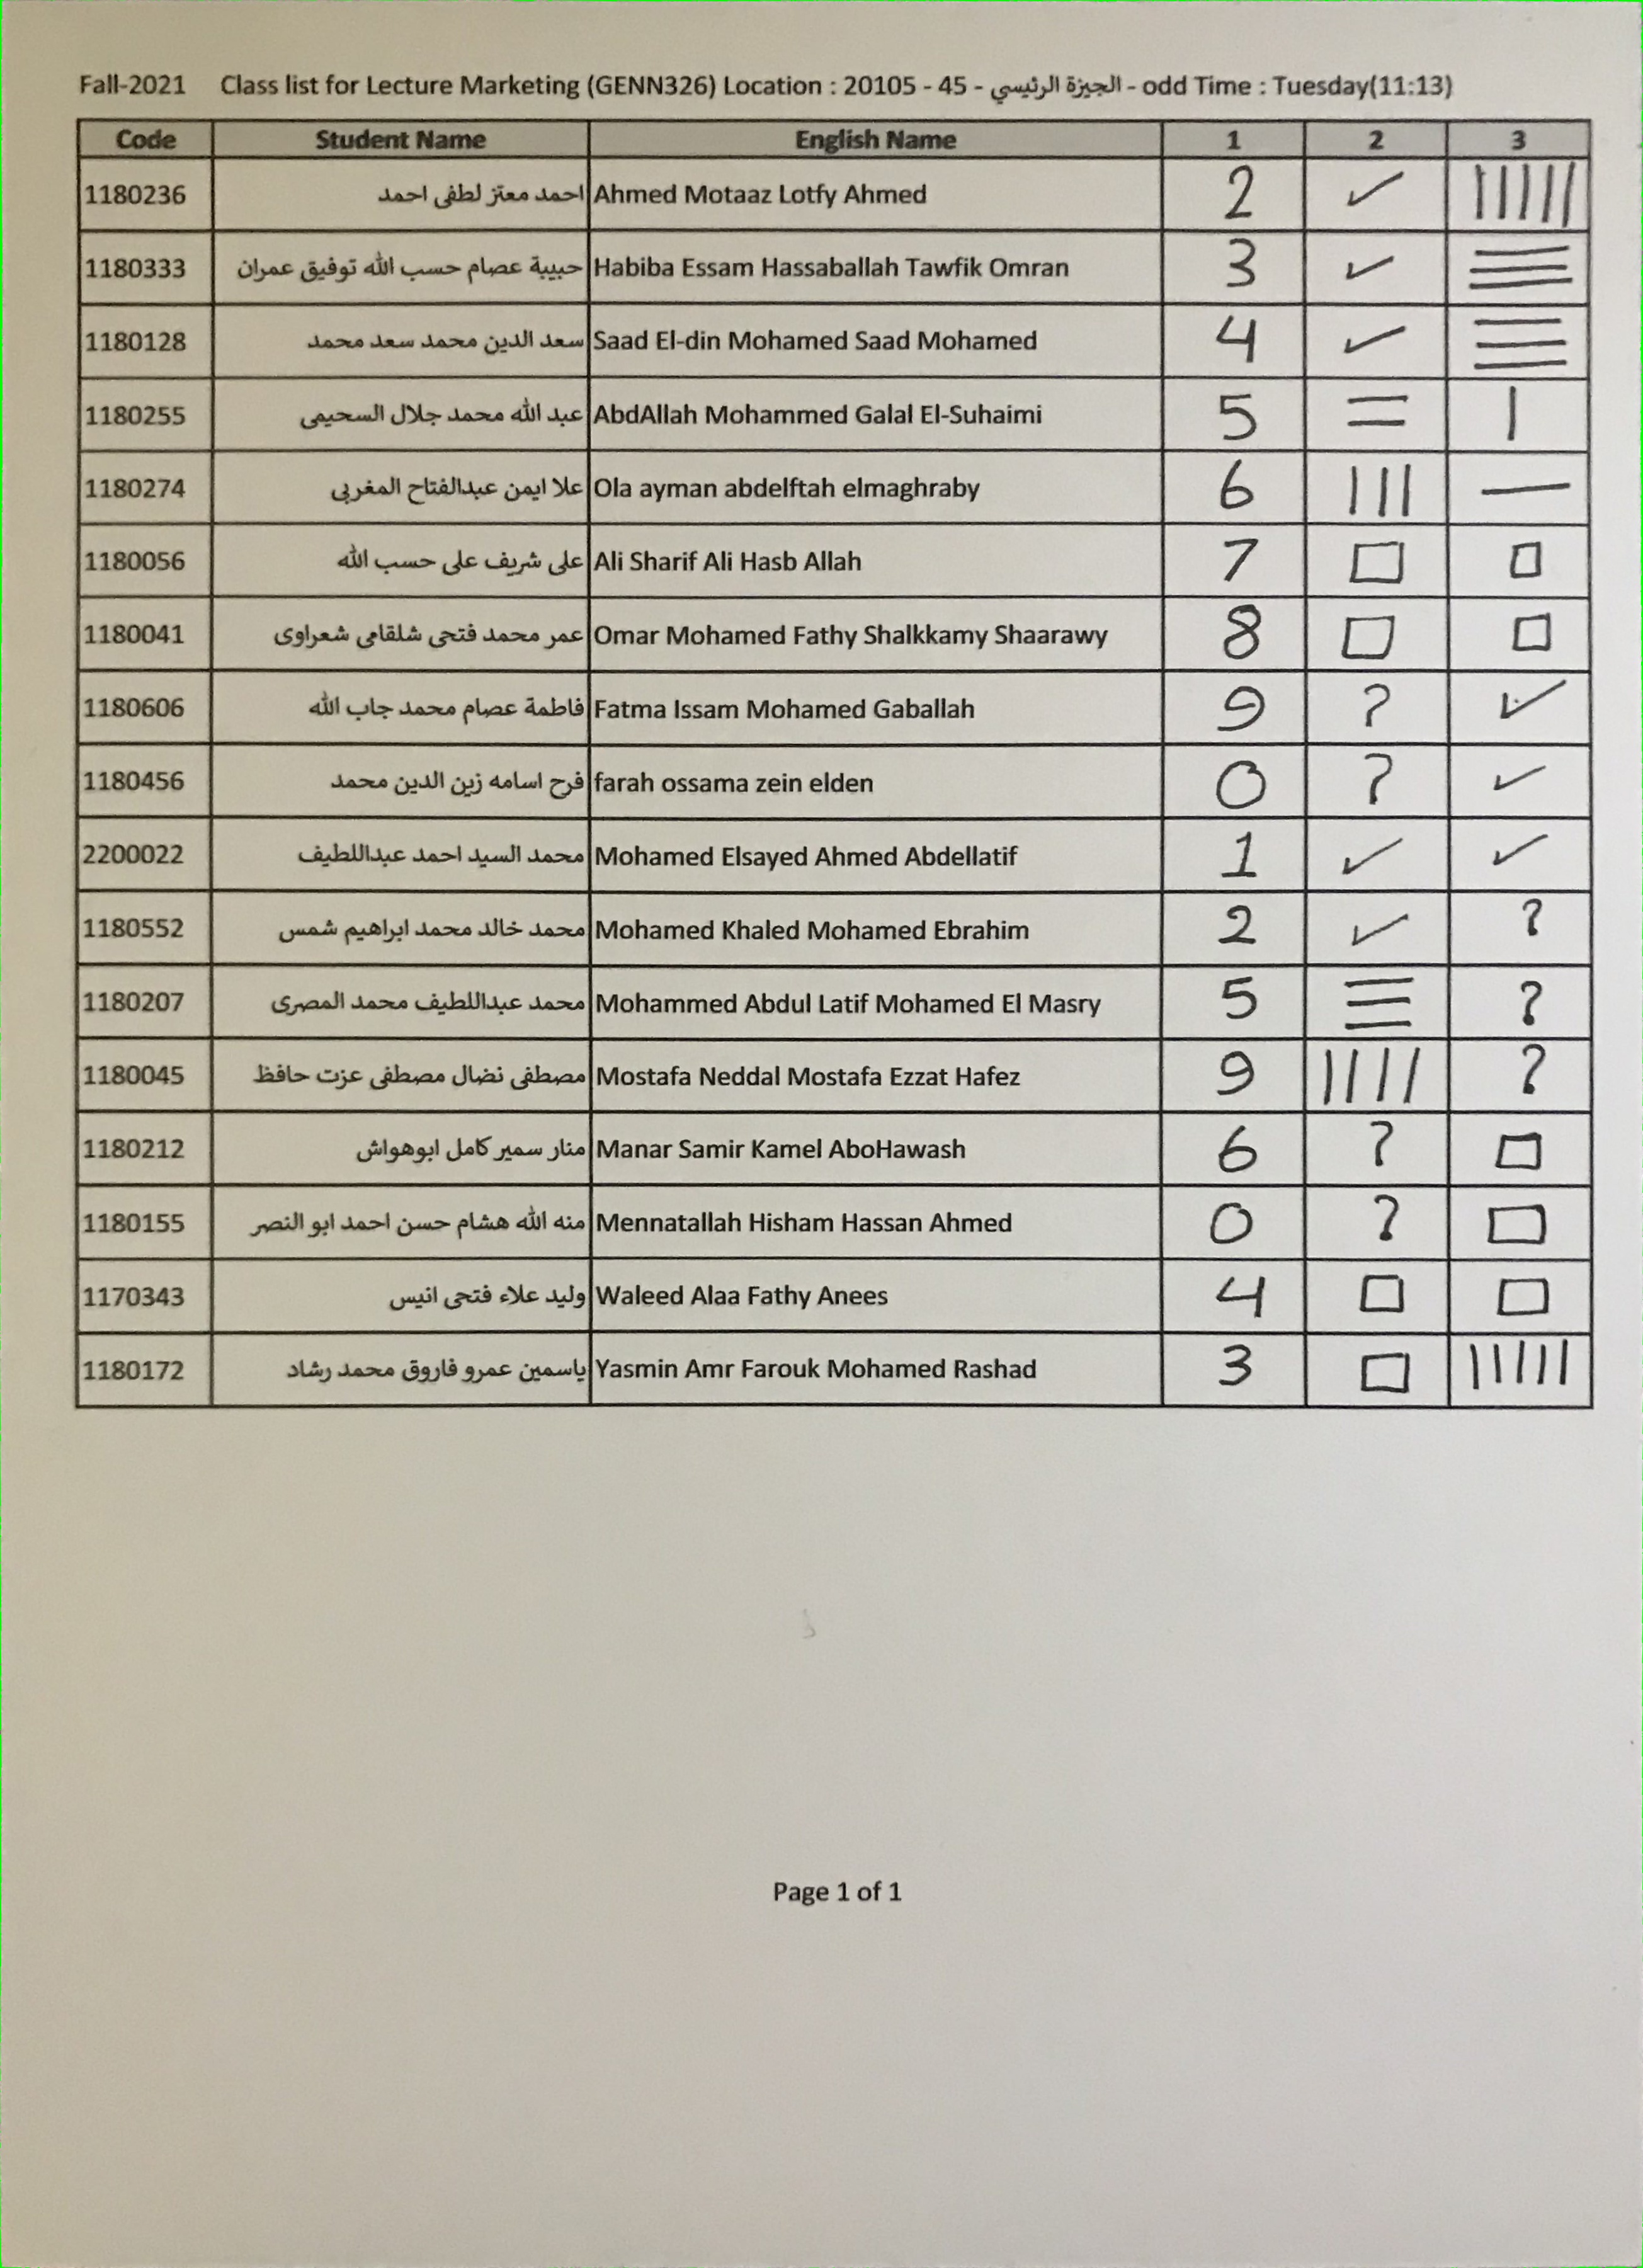 Fall-2021 Class list for Lecture Marketing (GENN326) Location : 20105 - 45 - الجيزة الرئيسي - odd Time : Tuesday(11:13)
Code Student Name English Name 1 2 3
1180236 احمد معتز لطفى احمد Ahmed Motaaz Lotfy Ahmed 2 ✓ |||||
1180333 حبيبة عصام حسب الله توفيق عمران Habiba Essam Hassaballah Tawfik Omran 3 ✓ ☰
1180128 سعد الدين محمد سعد محمد Saad El-din Mohamed Saad Mohamed 4 ✓ ☰
1180255 عبد الله محمد جلال السحيمى AbdAllah Mohammed Galal El-Suhaimi 5 = |
1180274 علا ايمن عبدالفتاح المغربى Ola ayman abdelftah elmaghraby 6 ||| —
1180056 على شريف على حسب الله Ali Sharif Ali Hasb Allah 7 □ □
1180041 عمر محمد فتحى شلقامى شعراوى Omar Mohamed Fathy Shalkkamy Shaarawy 8 □ □
1180606 فاطمة عصام محمد جاب الله Fatma Issam Mohamed Gaballah 9 ? ✓
1180456 فرح اسامه زين الدين محمد farah ossama zein elden 0 ? ✓
2200022 محمد السيد احمد عبداللطيف Mohamed Elsayed Ahmed Abdellatif 1 ✓ ✓
1180552 محمد خالد محمد ابراهيم شمس Mohamed Khaled Mohamed Ebrahim 2 ✓ ?
1180207 محمد عبداللطيف محمد المصرى Mohammed Abdul Latif Mohamed El Masry 5 ☰ ?
1180045 مصطفى نضال مصطفى عزت حافظ Mostafa Neddal Mostafa Ezzat Hafez 9 |||| ?
1180212 منار سمير كامل ابوهواش Manar Samir Kamel AboHawash 6 ? □
1180155 منه الله هشام حسن احمد ابو النصر Mennatallah Hisham Hassan Ahmed 0 ? □
1170343 وليد علاء فتحى انيس Waleed Alaa Fathy Anees 4 □ □
1180172 ياسمين عمرو فاروق محمد رشاد Yasmin Amr Farouk Mohamed Rashad 3 □ |||||
Page 1 of 1